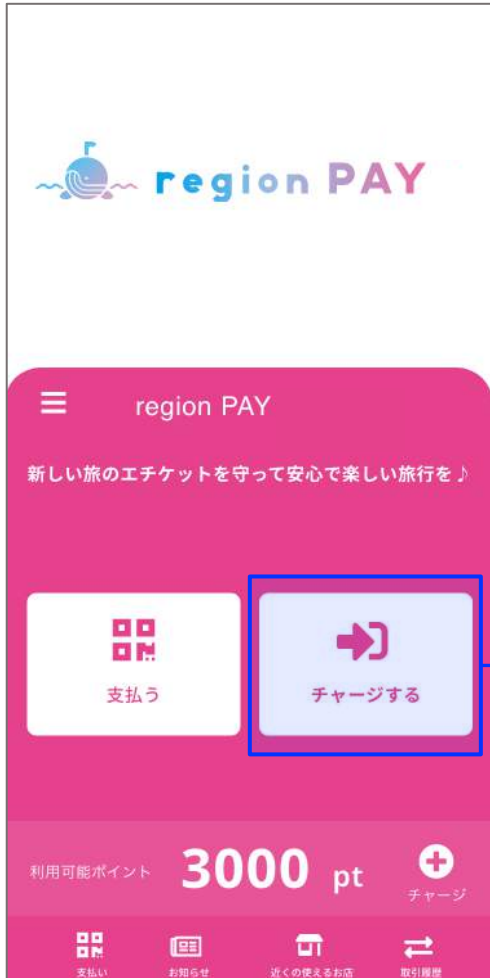 region PAY
region PAY
新しい旅のエチケットを守って安心で楽しい旅行を♪
支払う
チャージする
利用可能ポイント 3000 pt
チャージ
支払い お知らせ 近くの使えるお店 取引履歴